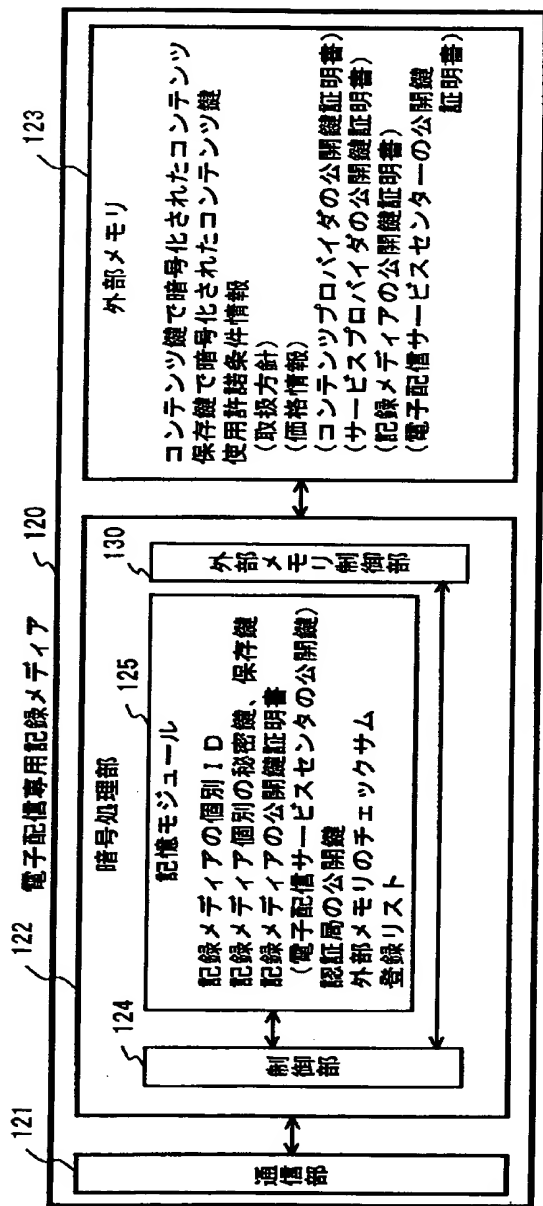 電子配信専用記録メディア
120
121
通信部
122
暗号処理部
124
制御部
125
記憶モジュール
記録メディアの個別ID
記録メディア個別の秘密鍵、保存鍵
記録メディアの公開鍵証明書
(電子配信サービスセンタの公開鍵)
認証局の公開鍵
外部メモリのチェックサム
登録リスト
130
外部メモリ制御部
123
外部メモリ
コンテンツ鍵で暗号化されたコンテンツ
保存鍵で暗号化されたコンテンツ鍵
使用許諾条件情報
(取扱方針)
(価格情報)
(コンテンツプロバイダの公開鍵証明書)
(サービスプロバイダの公開鍵証明書)
(記録メディアの公開鍵証明書)
(電子配信サービスセンターの公開鍵
証明書)